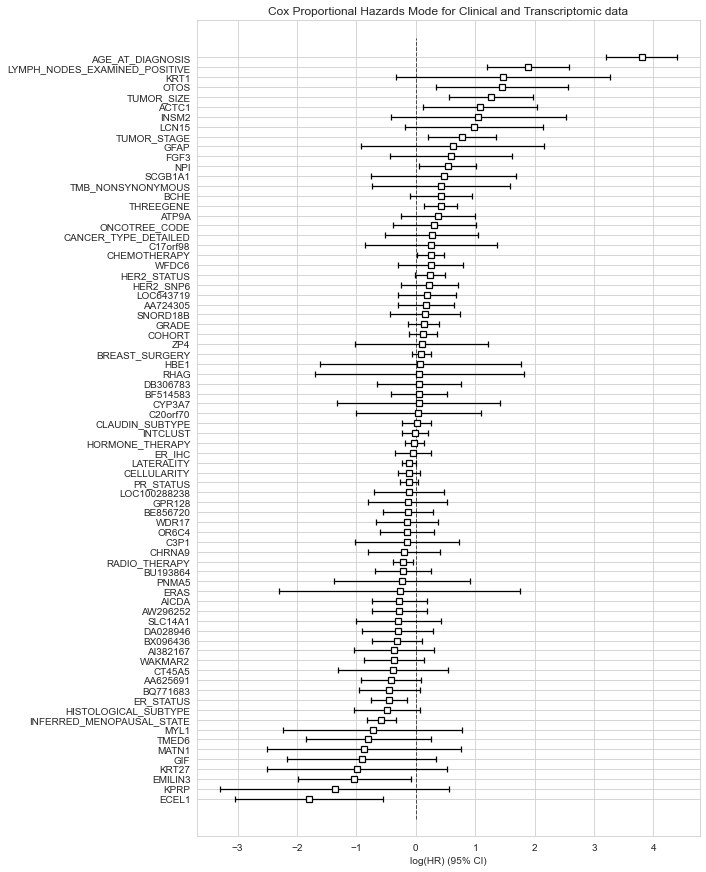 Cox Proportional Hazards Mode for Clinical and Transcriptomic data
AGE_AT_DIAGNOSIS
LYMPH_NODES_EXAMINED_POSITIVE
KRT1
OTOS
TUMOR_SIZE
ACTC1
INSM2
LCN15
TUMOR_STAGE
GFAP
FGF3
NPI
SCGB1A1
TMB_NONSYNONYMOUS
BCHE
THREEGENE
ATP9A
ONCOTREE_CODE
CANCER_TYPE_DETAILED
C17orf98
CHEMOTHERAPY
WFDC6
HER2_STATUS
HER2_SNP6
LOC643719
AA724305
SNORD18B
GRADE
COHORT
ZP4
BREAST_SURGERY
HBE1
RHAG
DB306783
BF514583
CYP3A7
C20orf70
CLAUDIN_SUBTYPE
INTCLUST
HORMONE_THERAPY
ER_IHC
LATERALITY
CELLULARITY
PR_STATUS
LOC100288238
GPR128
BE856720
WDR17
OR6C4
C3P1
CHRNA9
RADIO_THERAPY
BU193864
PNMA5
ERAS
AICDA
AW296252
SLC14A1
DA028946
BX096436
AI382167
WAKMAR2
CT45A5
AA625691
BQ771683
ER_STATUS
HISTOLOGICAL_SUBTYPE
INFERRED_MENOPAUSAL_STATE
MYL1
TMED6
MATN1
GIF
KRT27
EMILIN3
KPRP
ECEL1
−3 −2 −1 0 1 2 3 4
log(HR) (95% CI)